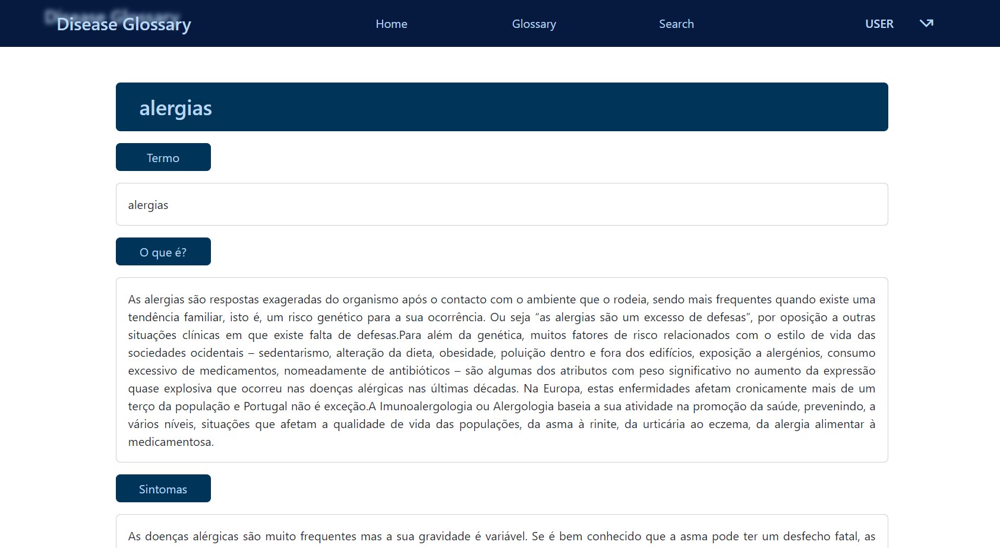 Disease Glossary
Home
Glossary
Search
USER
alergias
Termo
alergias
O que é?
As alergias são respostas exageradas do organismo após o contacto com o ambiente que o rodeia, sendo mais frequentes quando existe uma
tendência familiar, isto é, um risco genético para a sua ocorrência. Ou seja “as alergias são um excesso de defesas”, por oposição a outras
situações clínicas em que existe falta de defesas.Para além da genética, muitos fatores de risco relacionados com o estilo de vida das
sociedades ocidentais – sedentarismo, alteração da dieta, obesidade, poluição dentro e fora dos edifícios, exposição a alergénios, consumo
excessivo de medicamentos, nomeadamente de antibióticos – são algumas dos atributos com peso significativo no aumento da expressão
quase explosiva que ocorreu nas doenças alérgicas nas últimas décadas. Na Europa, estas enfermidades afetam cronicamente mais de um
terço da população e Portugal não é exceção.A Imunoalergologia ou Alergologia baseia a sua atividade na promoção da saúde, prevenindo, a
vários níveis, situações que afetam a qualidade de vida das populações, da asma à rinite, da urticária ao eczema, da alergia alimentar à
medicamentosa.
Sintomas
As doenças alérgicas são muito frequentes mas a sua gravidade é variável. Se é bem conhecido que a asma pode ter um desfecho fatal, as